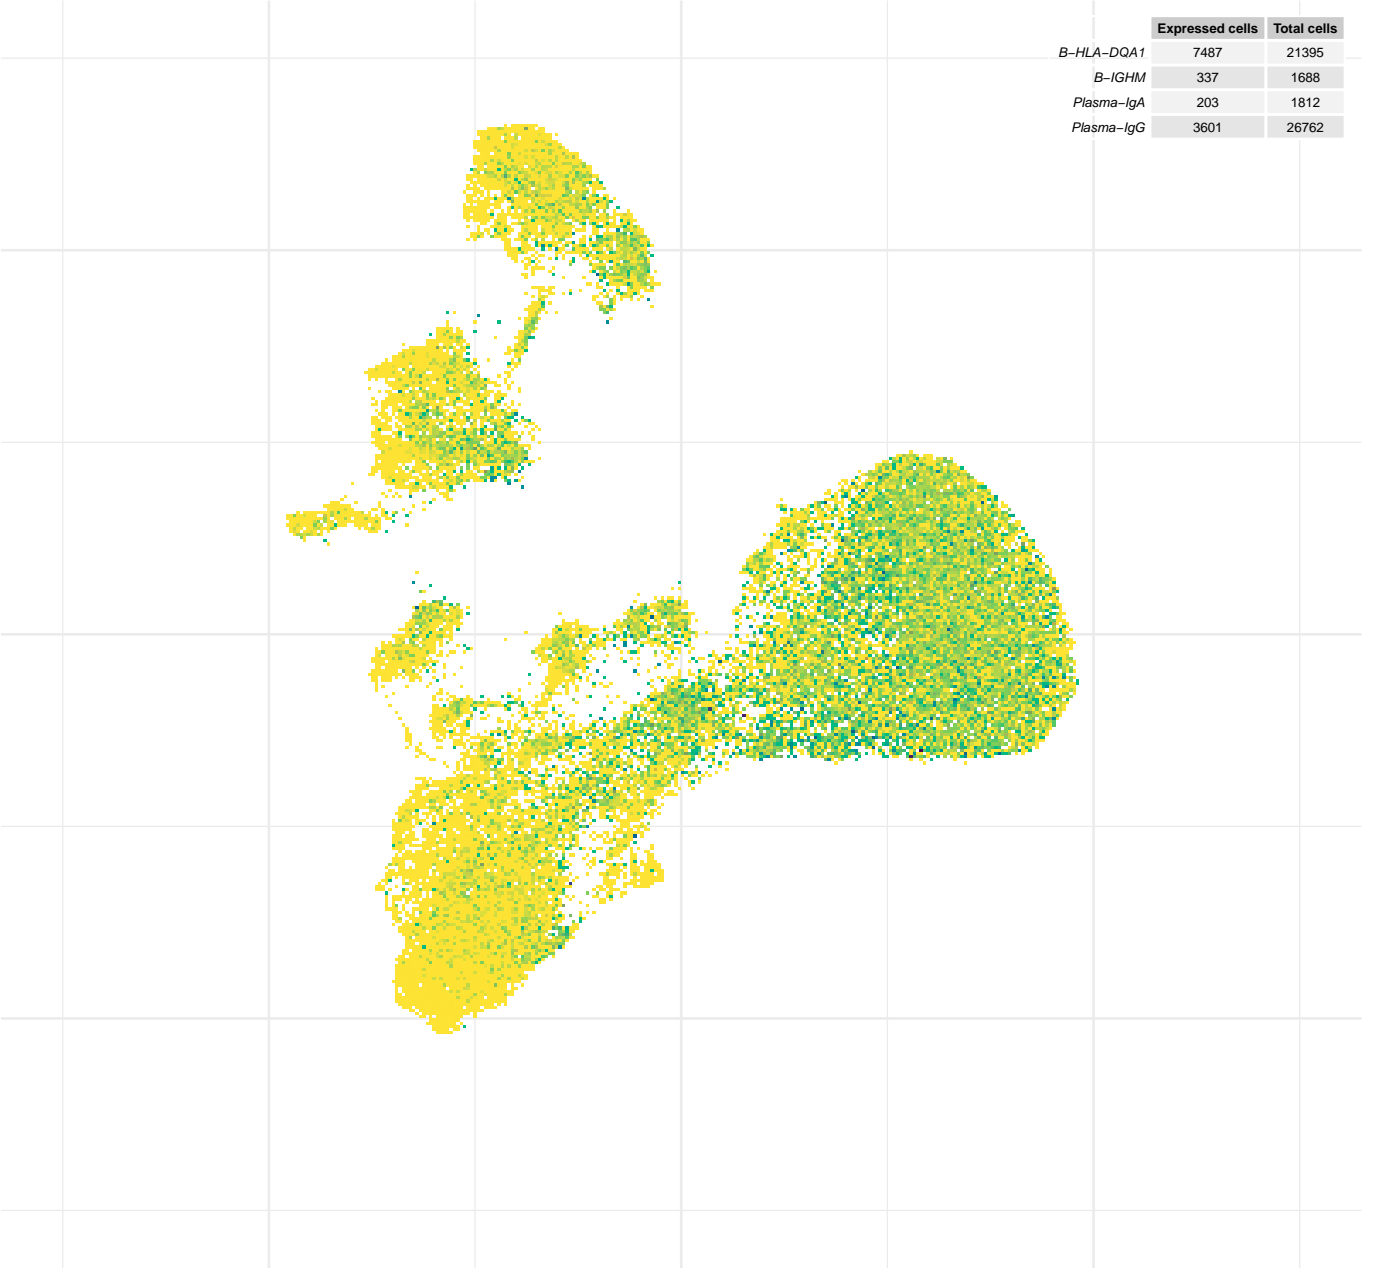 Expressed cells Total cells
B−HLA−DQA1 7487 21395
B−IGHM 337 1688
Plasma−IgA 203 1812
Plasma−IgG 3601 26762